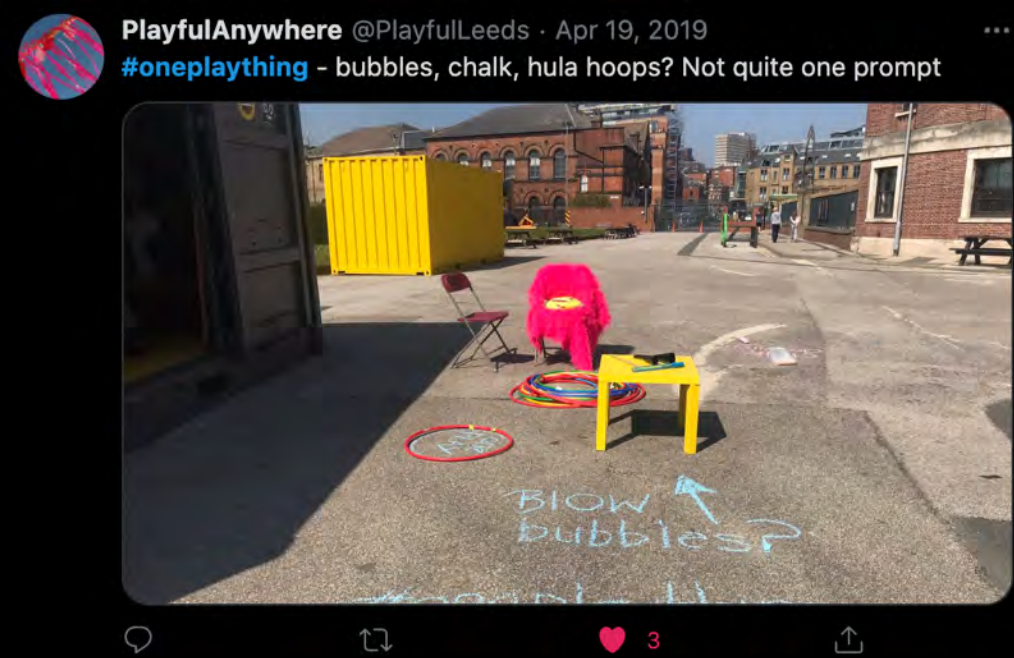 PlayfulAnywhere @PlayfulLeeds · Apr 19, 2019
#oneplaything - bubbles, chalk, hula hoops? Not quite one prompt
BlOW
bubbles?
3